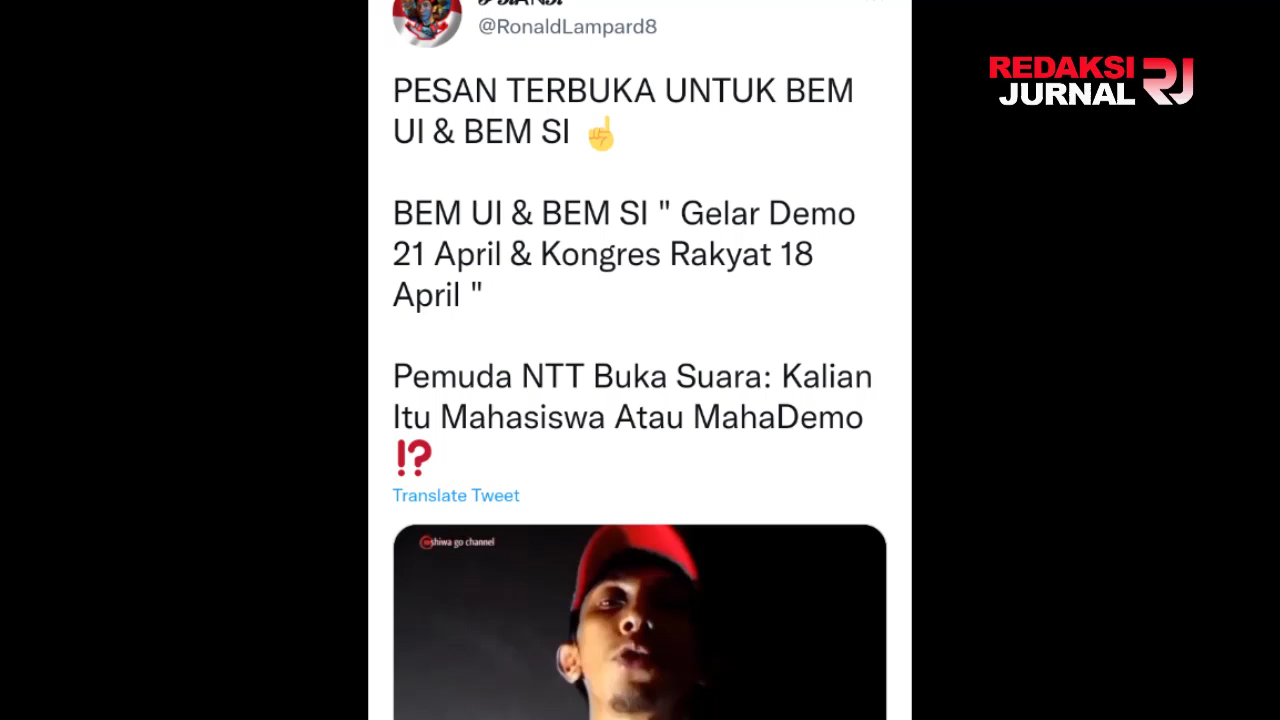 @RonaldLampard8
REDAKSI
JURNAL RJ
PESAN TERBUKA UNTUK BEM
UI & BEM SI ☝
BEM UI & BEM SI " Gelar Demo
21 April & Kongres Rakyat 18
April "
Pemuda NTT Buka Suara: Kalian
Itu Mahasiswa Atau MahaDemo
⁉
Translate Tweet
shiwa go channel